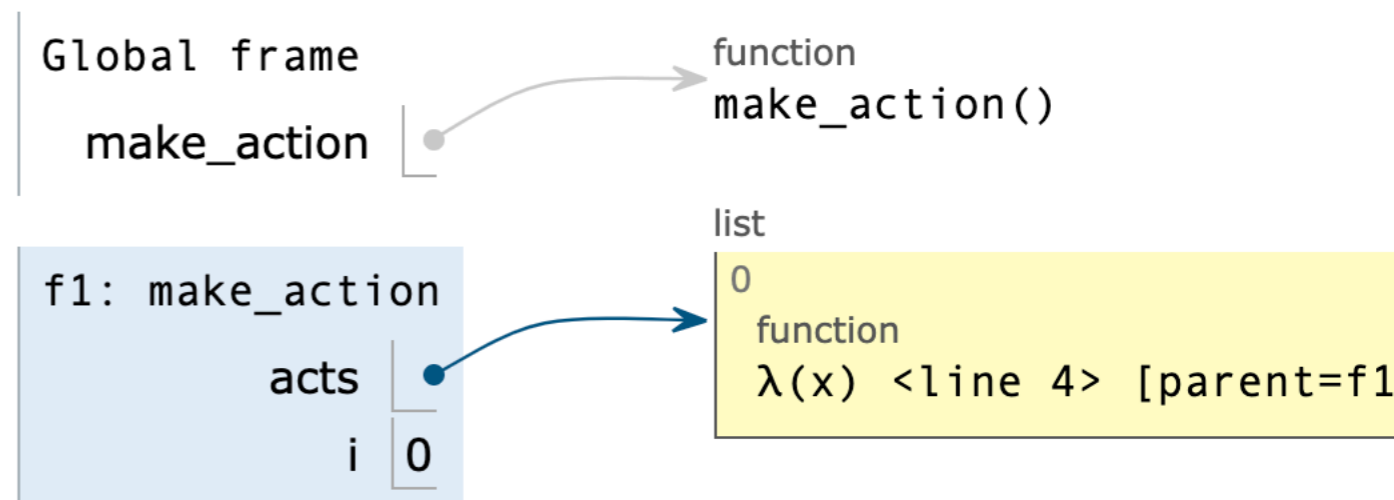 Global frame
make_action
function
make_action()
list
f1: make_action
acts
i 0
0
function
λ(x) <line 4> [parent=f1